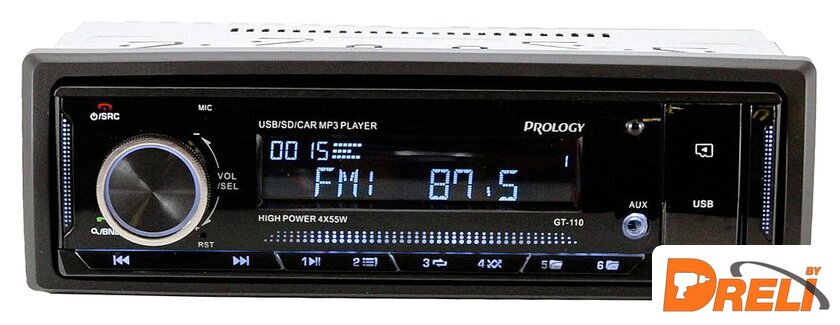 MIC
⏻/SRC
USB/SD/CAR MP3 PLAYER
PROLOGY
0015
1
VOL
/SEL
FM1 87.5
AUX
USB
HIGH POWER 4X55W
GT-110
RST
1 2 3 4 5 6
BY
DRELI